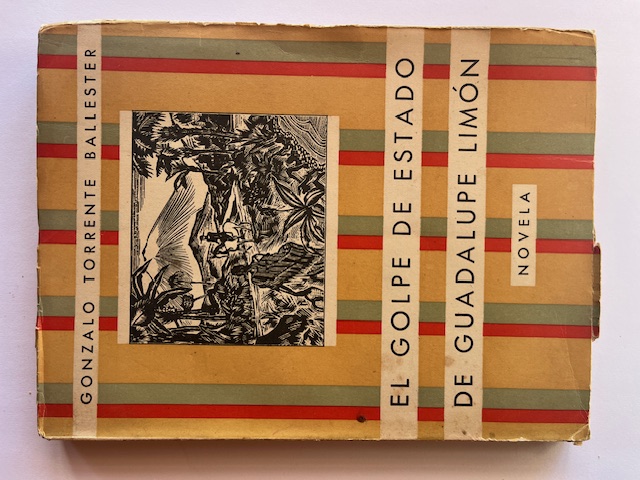 GONZALO TORRENTE BALLESTER
EL GOLPE DE ESTADO
DE GUADALUPE LIMÓN
NOVELA